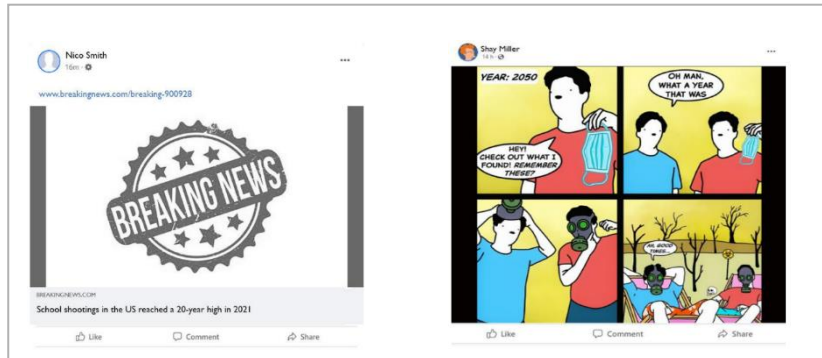 Nico Smith
16m
www.breakingnews.com/breaking-900928
BREAKING NEWS
BREAKINGNEWS.COM
School shootings in the US reached a 20-year high in 2021
Like Comment Share
Shay Miller
14 h
YEAR: 2050
HEY!
CHECK OUT WHAT I
FOUND! REMEMBER
THESE?
OH MAN,
WHAT A YEAR
THAT WAS
AH, GOOD
TIMES...
Like Comment Share